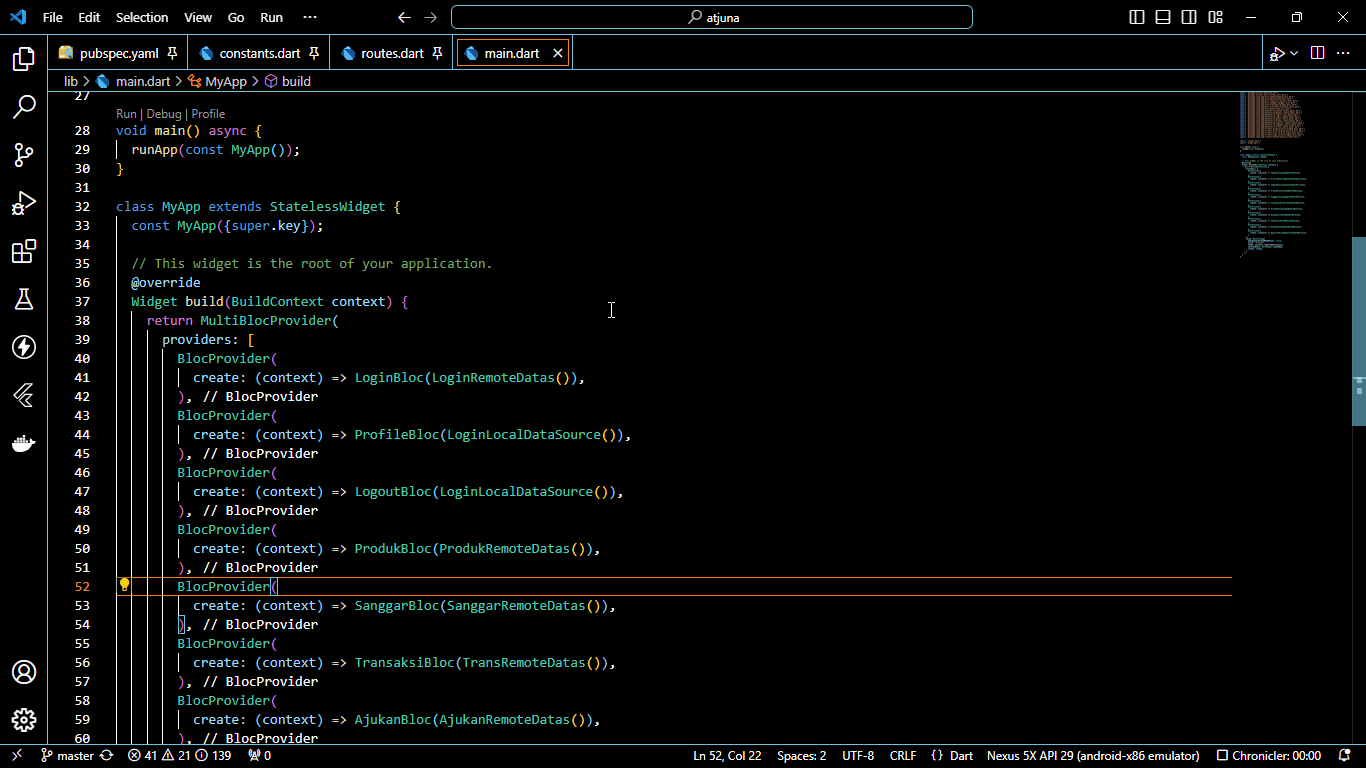 File Edit Selection View Go Run ···
atjuna
pubspec.yaml constants.dart routes.dart main.dart
lib > main.dart > MyApp > build
27
Run | Debug | Profile
28 void main() async {
29 runApp(const MyApp());
30 }
31
32 class MyApp extends StatelessWidget {
33 const MyApp({super.key});
34
35 // This widget is the root of your application.
36 @override
37 Widget build(BuildContext context) {
38 return MultiBlocProvider(
39 providers: [
40 BlocProvider(
41 create: (context) => LoginBloc(LoginRemoteDatas()),
42 ), // BlocProvider
43 BlocProvider(
44 create: (context) => ProfileBloc(LoginLocalDataSource()),
45 ), // BlocProvider
46 BlocProvider(
47 create: (context) => LogoutBloc(LoginLocalDataSource()),
48 ), // BlocProvider
49 BlocProvider(
50 create: (context) => ProdukBloc(ProdukRemoteDatas()),
51 ), // BlocProvider
52 BlocProvider(
53 create: (context) => SanggarBloc(SanggarRemoteDatas()),
54 ), // BlocProvider
55 BlocProvider(
56 create: (context) => TransaksiBloc(TransRemoteDatas()),
57 ), // BlocProvider
58 BlocProvider(
59 create: (context) => AjukanBloc(AjukanRemoteDatas()),
60 ), // BlocProvider
master 41 21 139 0 Ln 52, Col 22 Spaces: 2 UTF-8 CRLF {} Dart Nexus 5X API 29 (android-x86 emulator) Chronicler: 00:00